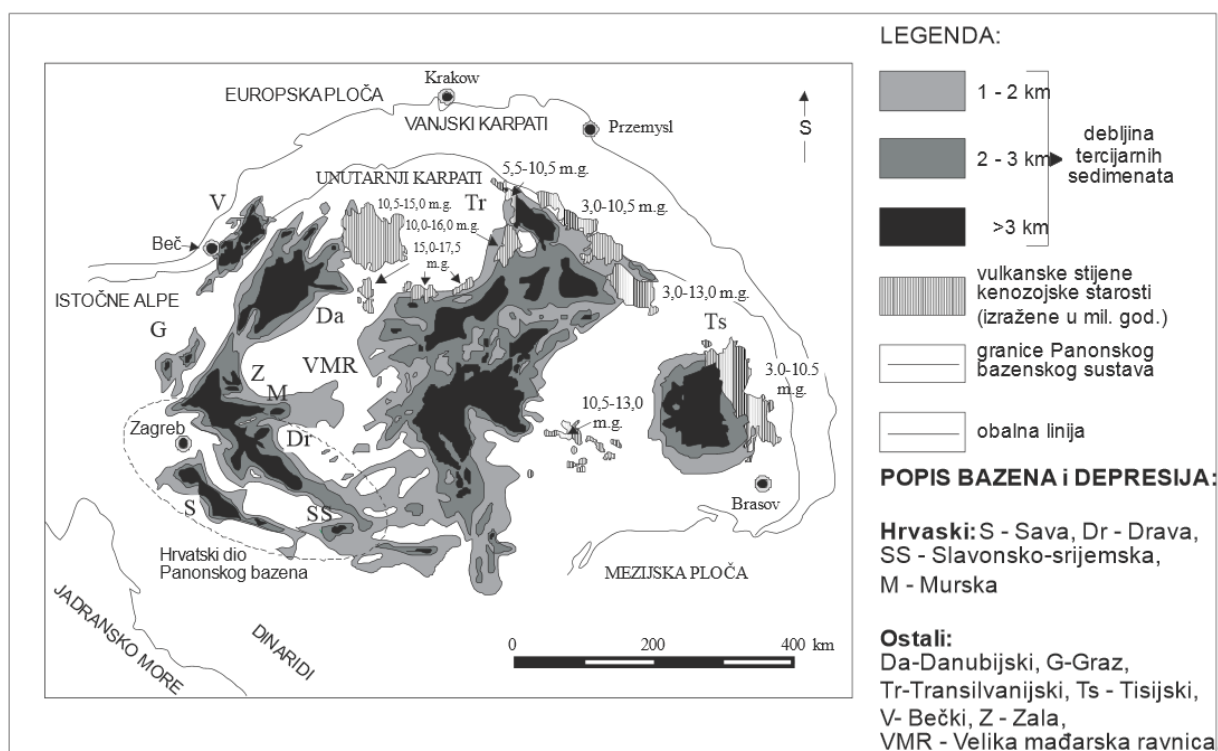 EUROPSKA PLOČA
Krakow
VANJSKI KARPATI
Przemysl
S
UNUTARNJI KARPATI
5,5-10,5 m.g.
Tr
V
10,5-15,0 m.g.
3,0-10,5 m.g.
10,0-16,0 m.g.
Beč
15,0-17,5
m.g.
ISTOČNE ALPE
3,0-13,0 m.g.
Da
G
Ts
VMR
Z
3.0-10.5
m.g.
M
10,5-13,0
m.g.
Zagreb
Dr
S
SS
Brasov
Hrvatski dio
Panonskog bazena
MEZIJSKA PLOČA
JADRANSKO MORE
DINARIDI
0 200 400 km
LEGENDA:
1 - 2 km
2 - 3 km
>3 km
debljina
tercijarnih
sedimenata
vulkanske stijene
kenozojske starosti
(izražene u mil. god.)
granice Panonskog
bazenskog sustava
obalna linija
POPIS BAZENA i DEPRESIJA:
Hrvaski: S - Sava, Dr - Drava,
SS - Slavonsko-srijemska,
M - Murska
Ostali:
Da-Danubijski, G-Graz,
Tr-Transilvanijski, Ts - Tisijski,
V- Bečki, Z - Zala,
VMR - Velika mađarska ravnica